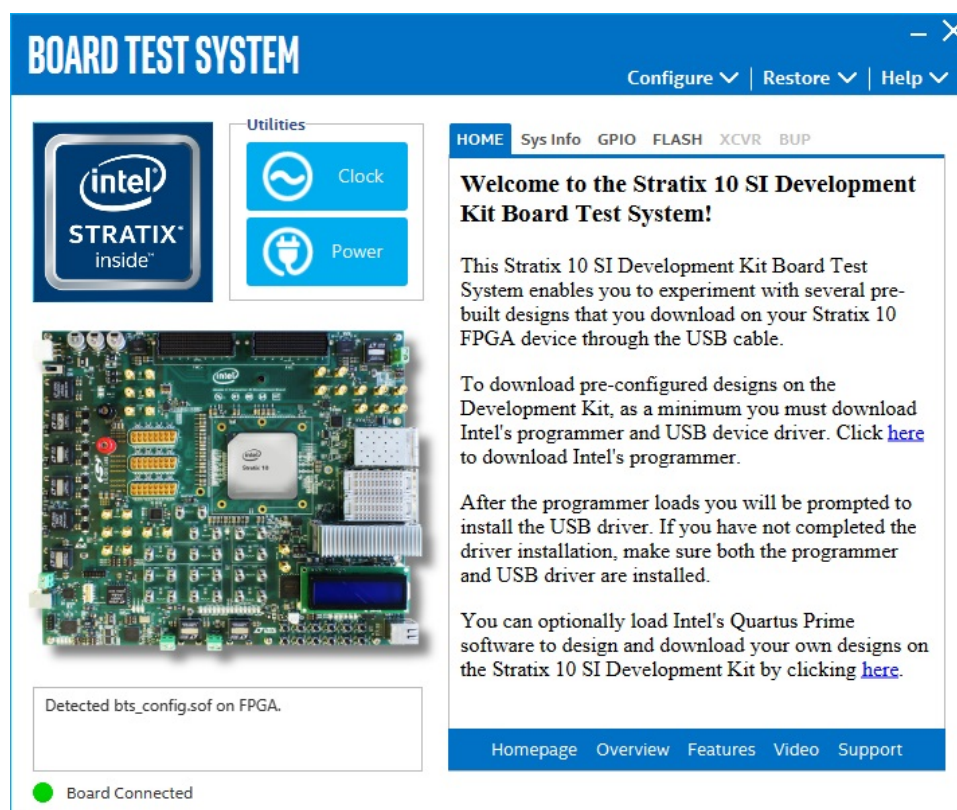 BOARD TEST SYSTEM
Configure | Restore | Help
Utilities
Clock
Power
intel
STRATIX
inside™
HOME Sys Info GPIO FLASH XCVR BUP
Welcome to the Stratix 10 SI Development
Kit Board Test System!
This Stratix 10 SI Development Kit Board Test
System enables you to experiment with several pre-
built designs that you download on your Stratix 10
FPGA device through the USB cable.
To download pre-configured designs on the
Development Kit, as a minimum you must download
Intel's programmer and USB device driver. Click here
to download Intel's programmer.
After the programmer loads you will be prompted to
install the USB driver. If you have not completed the
driver installation, make sure both the programmer
and USB driver are installed.
You can optionally load Intel's Quartus Prime
software to design and download your own designs on
the Stratix 10 SI Development Kit by clicking here.
intel
intel
Stratix 10
Detected bts_config.sof on FPGA.
Homepage Overview Features Video Support
Board Connected